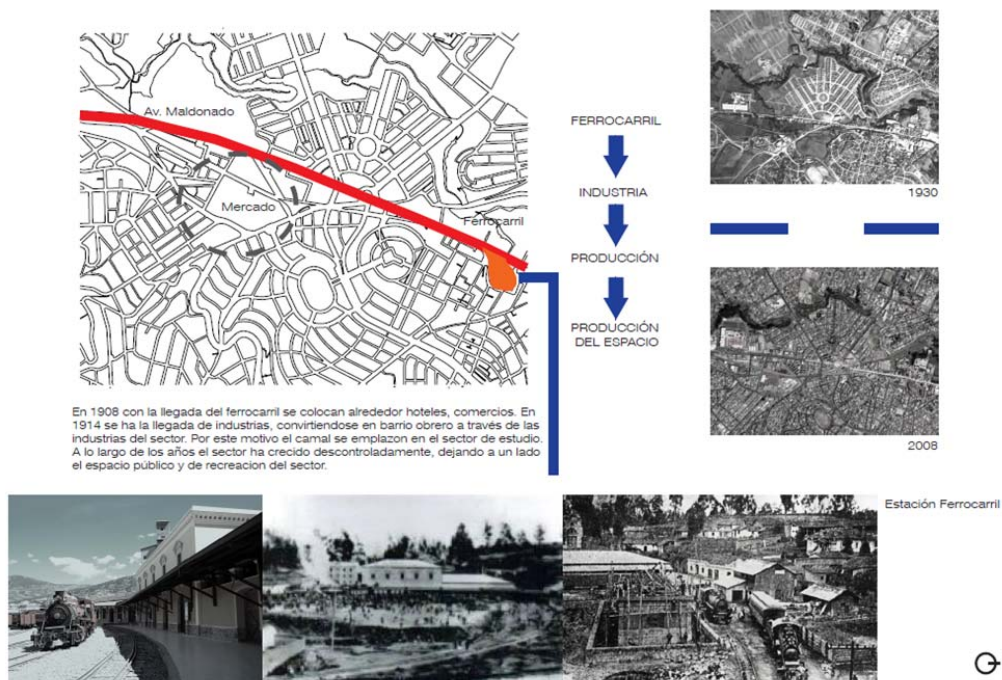 Av. Maldonado
Mercado
Ferrocarril
FERROCARRIL
INDUSTRIA
PRODUCCIÓN
PRODUCCIÓN
DEL ESPACIO
1930
2008
En 1908 con la llegada del ferrocarril se colocan alrededor hoteles, comercios. En
1914 se ha la llegada de industrias, convirtiendose en barrio obrero a través de las
industrias del sector. Por este motivo el camal se emplazon en el sector de estudio.
A lo largo de los años el sector ha crecido descontroladamente, dejando a un lado
el espacio público y de recreacion del sector.
Estación Ferrocarril